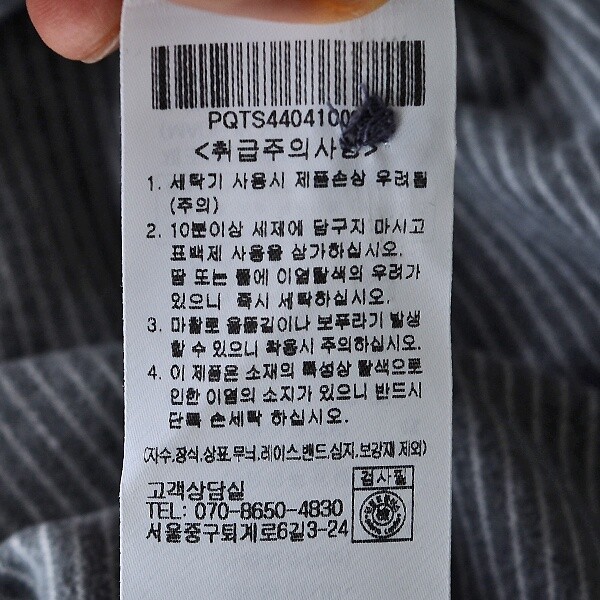 PQTS4404100
<취급주의사항>
1. 세탁기 사용시 제품손상 우려됨
(주의)
2. 10분이상 세제에 담구지 마시고
표백제 사용을 삼가하십시오.
땀 또는 물에 이염탈색의 우려가
있으니 즉시 세탁하십시오.
3. 마찰로 올뜯김이나 보푸라기 발생
할 수 있으니 착용시 주의하십시오.
4. 이 제품은 소재의 특성상 탈색으로
인한 이염의 소지가 있으니 반드시
단독 손세탁 하십시오.
(자수,장식,상표,무늬,레이스,밴드,심지,보강재 제외)
고객상담실
TEL: 070-8650-4830
서울중구퇴계로6길3-24
검사필